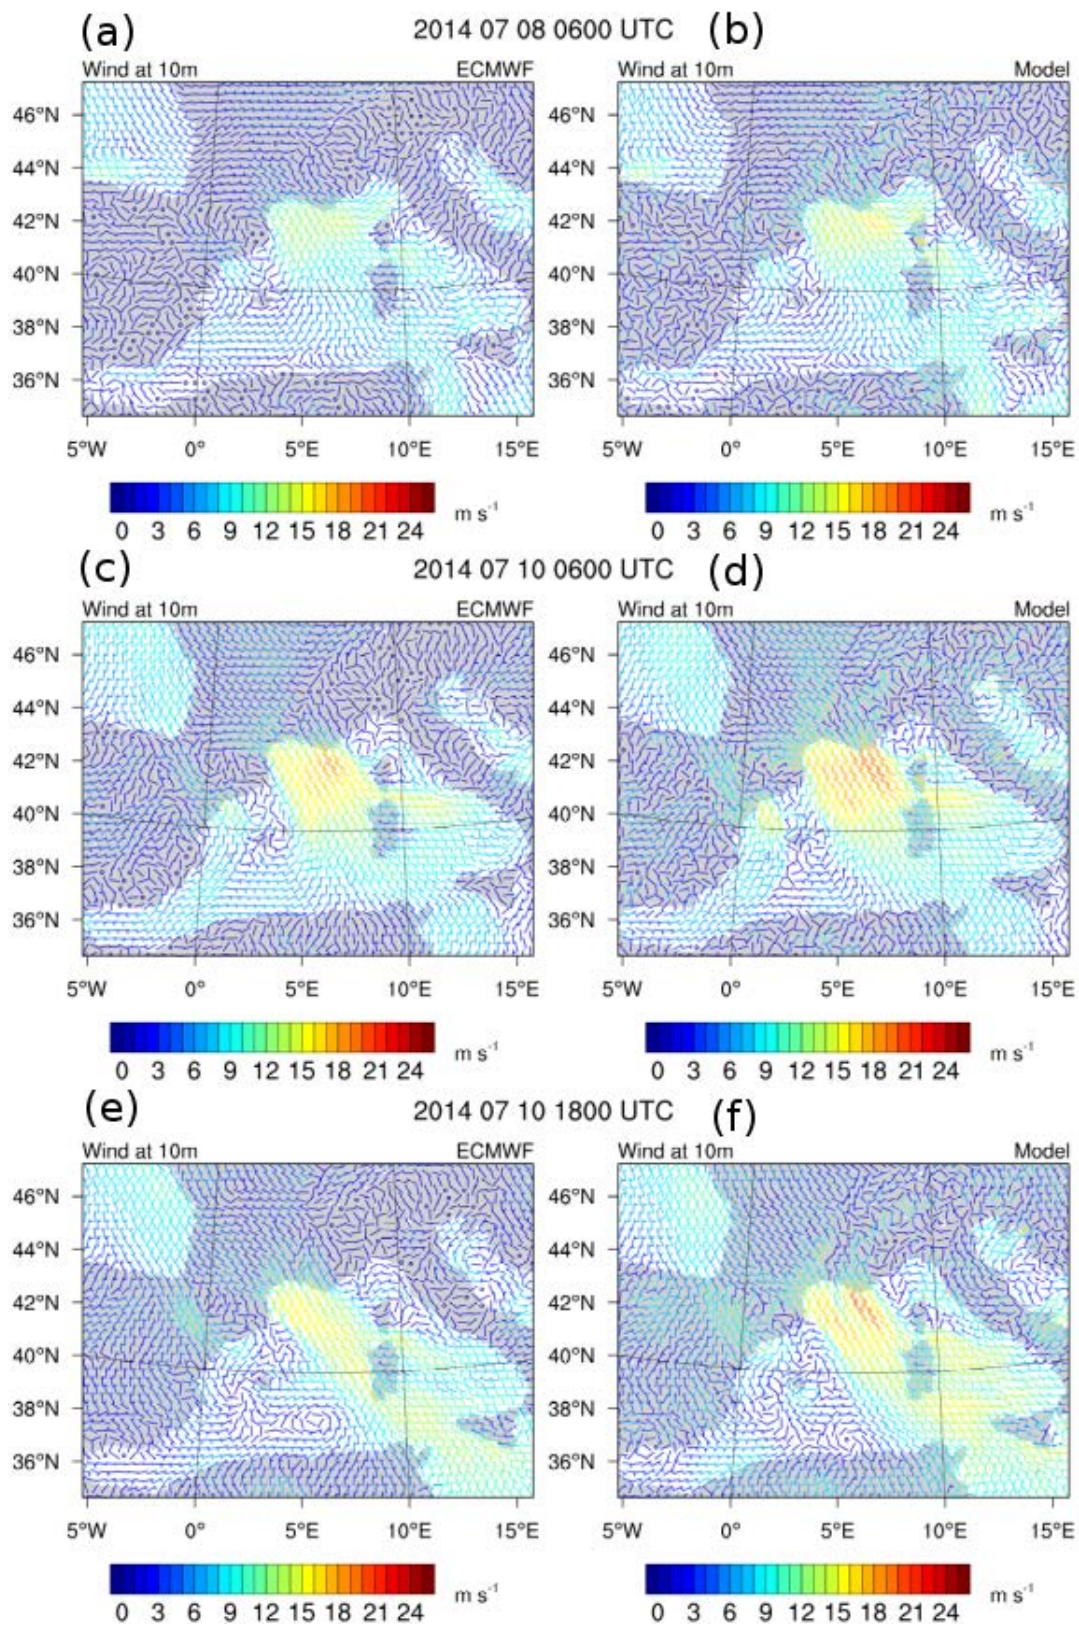 (a) 2014 07 08 0600 UTC (b)
Wind at 10m ECMWF Wind at 10m Model
46°N 46°N
44°N 44°N
42°N 42°N
40°N 40°N
38°N 38°N
36°N 36°N
5°W 0° 5°E 10°E 15°E 5°W 0° 5°E 10°E 15°E
0 3 6 9 12 15 18 21 24 m s⁻¹ 0 3 6 9 12 15 18 21 24 m s⁻¹
(c) 2014 07 10 0600 UTC (d)
Wind at 10m ECMWF Wind at 10m Model
46°N 46°N
44°N 44°N
42°N 42°N
40°N 40°N
38°N 38°N
36°N 36°N
5°W 0° 5°E 10°E 15°E 5°W 0° 5°E 10°E 15°E
0 3 6 9 12 15 18 21 24 m s⁻¹ 0 3 6 9 12 15 18 21 24 m s⁻¹
(e) 2014 07 10 1800 UTC (f)
Wind at 10m ECMWF Wind at 10m Model
46°N 46°N
44°N 44°N
42°N 42°N
40°N 40°N
38°N 38°N
36°N 36°N
5°W 0° 5°E 10°E 15°E 5°W 0° 5°E 10°E 15°E
0 3 6 9 12 15 18 21 24 m s⁻¹ 0 3 6 9 12 15 18 21 24 m s⁻¹